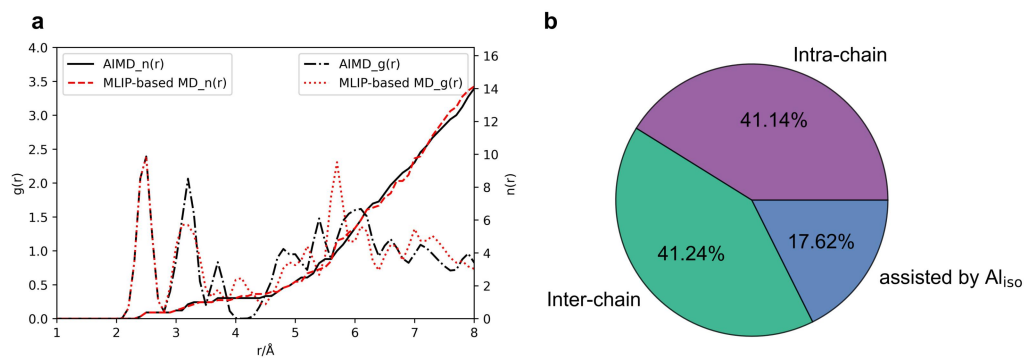 a
AIMD_n(r)
MLIP-based MD_n(r)
AIMD_g(r)
MLIP-based MD_g(r)
g(r)
4.0
3.5
3.0
2.5
2.0
1.5
1.0
0.5
0.0
1
2
3
4
5
6
7
8
r/Å
16
14
12
10
8
6
4
2
0
n(r)
b
Intra-chain
41.14%
41.24%
17.62%
Inter-chain
assisted by Aliso